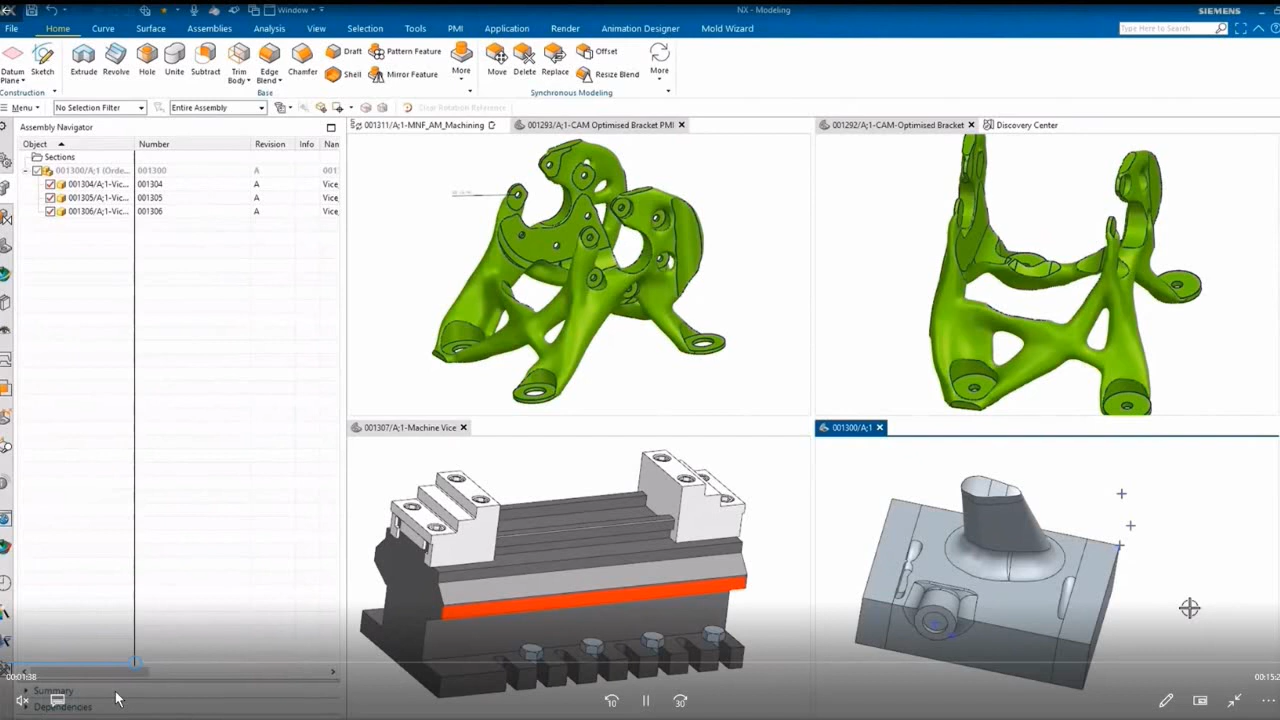 Window
NX - Modeling
SIEMENS
File Home Curve Surface Assemblies Analysis View Selection Tools PMI Application Render Animation Designer Mold Wizard
Type Here to Search
Datum Plane
Sketch
Extrude
Revolve
Hole
Unite
Subtract
Trim Body
Edge Blend
Chamfer
Draft
Shell
Pattern Feature
Mirror Feature
More
Move
Delete
Replace
Offset
Resize Blend
More
Construction
Base
Synchronous Modeling
Menu
No Selection Filter
Entire Assembly
Clear Rotation Reference
Assembly Navigator
Object Number Revision Info Nan
Sections
001300/A;1 (Orde... 001300 A 001
001304/A;1-Vic... 001304 A Vice
001305/A;1-Vic... 001305 A Vice
001306/A;1-Vic... 001306 A Vice
001311/A;1-MNF_AM_Machining
001293/A;1-CAM Optimised Bracket PMI
001292/A;1-CAM-Optimised Bracket
Discovery Center
001307/A;1-Machine Vice
001300/A;1
00:01:38
00:15:2
Summary
Dependencies
10
30